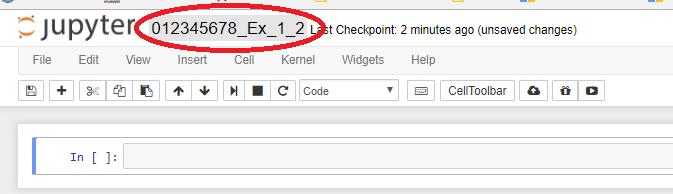 jupyter 012345678_Ex_1_2 Last Checkpoint: 2 minutes ago (unsaved changes)
File Edit View Insert Cell Kernel Widgets Help
Code CellToolbar
In [ ]: